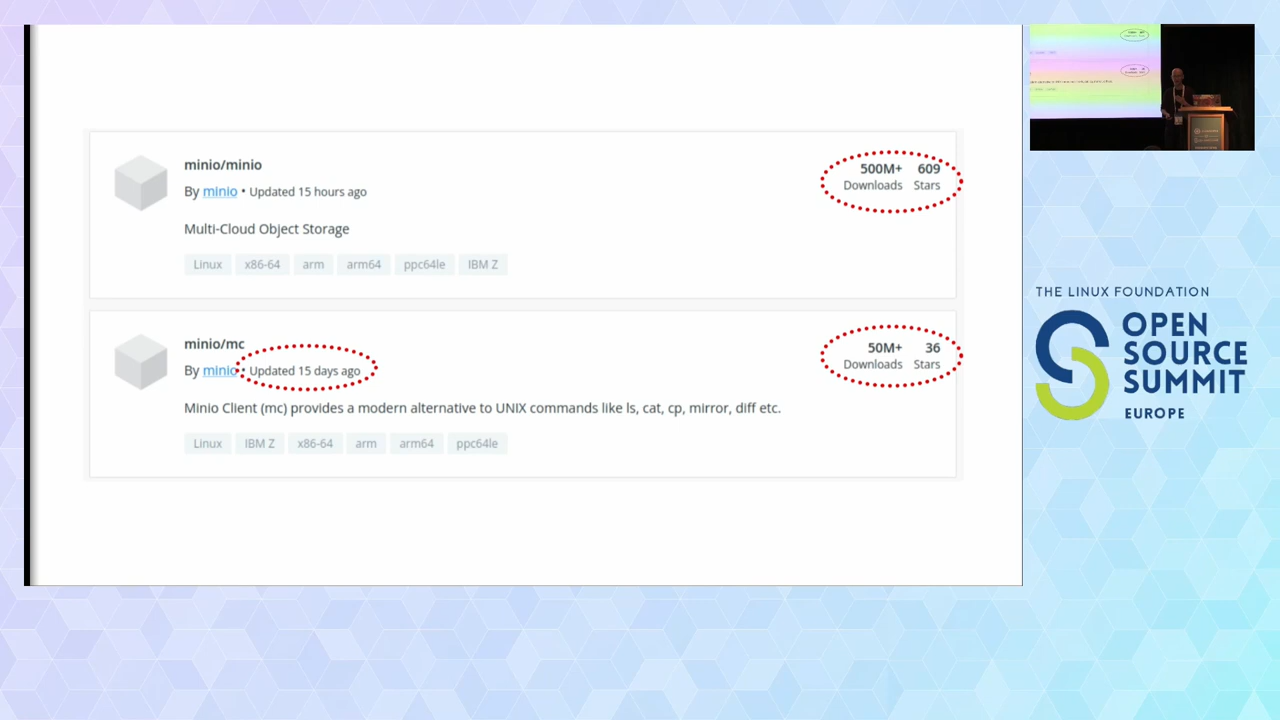 minio/minio
By minio • Updated 15 hours ago
Multi-Cloud Object Storage
Linux x86-64 arm arm64 ppc64le IBM Z
500M+ 609
Downloads Stars
minio/mc
By minio • Updated 15 days ago
Minio Client (mc) provides a modern alternative to UNIX commands like ls, cat, cp, mirror, diff etc.
Linux IBM Z x86-64 arm arm64 ppc64le
50M+ 36
Downloads Stars
THE LINUX FOUNDATION
OPEN
SOURCE
SUMMIT
EUROPE